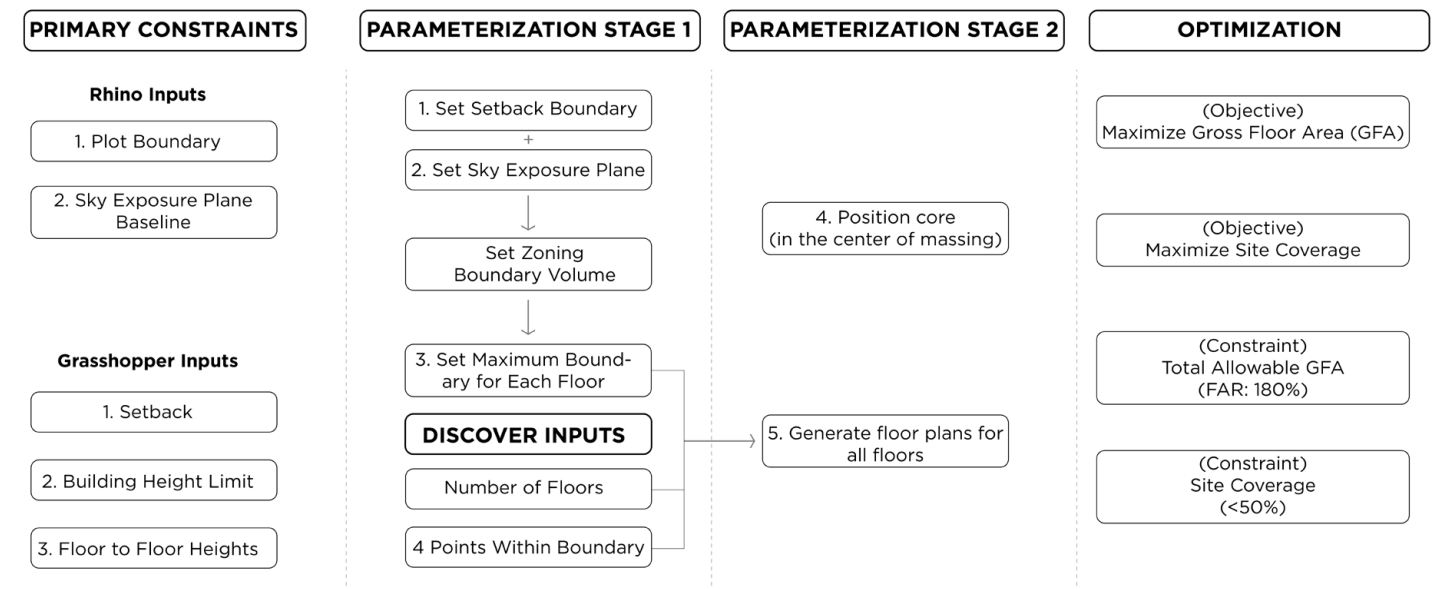 PRIMARY CONSTRAINTS
Rhino Inputs
1. Plot Boundary
2. Sky Exposure Plane
Baseline
Grasshopper Inputs
1. Setback
2. Building Height Limit
3. Floor to Floor Heights
PARAMETERIZATION STAGE 1
1. Set Setback Boundary
+
2. Set Sky Exposure Plane
Set Zoning
Boundary Volume
3. Set Maximum Bound-
ary for Each Floor
DISCOVER INPUTS
Number of Floors
4 Points Within Boundary
PARAMETERIZATION STAGE 2
4. Position core
(in the center of massing)
5. Generate floor plans for
all floors
OPTIMIZATION
(Objective)
Maximize Gross Floor Area (GFA)
(Objective)
Maximize Site Coverage
(Constraint)
Total Allowable GFA
(FAR: 180%)
(Constraint)
Site Coverage
(<50%)